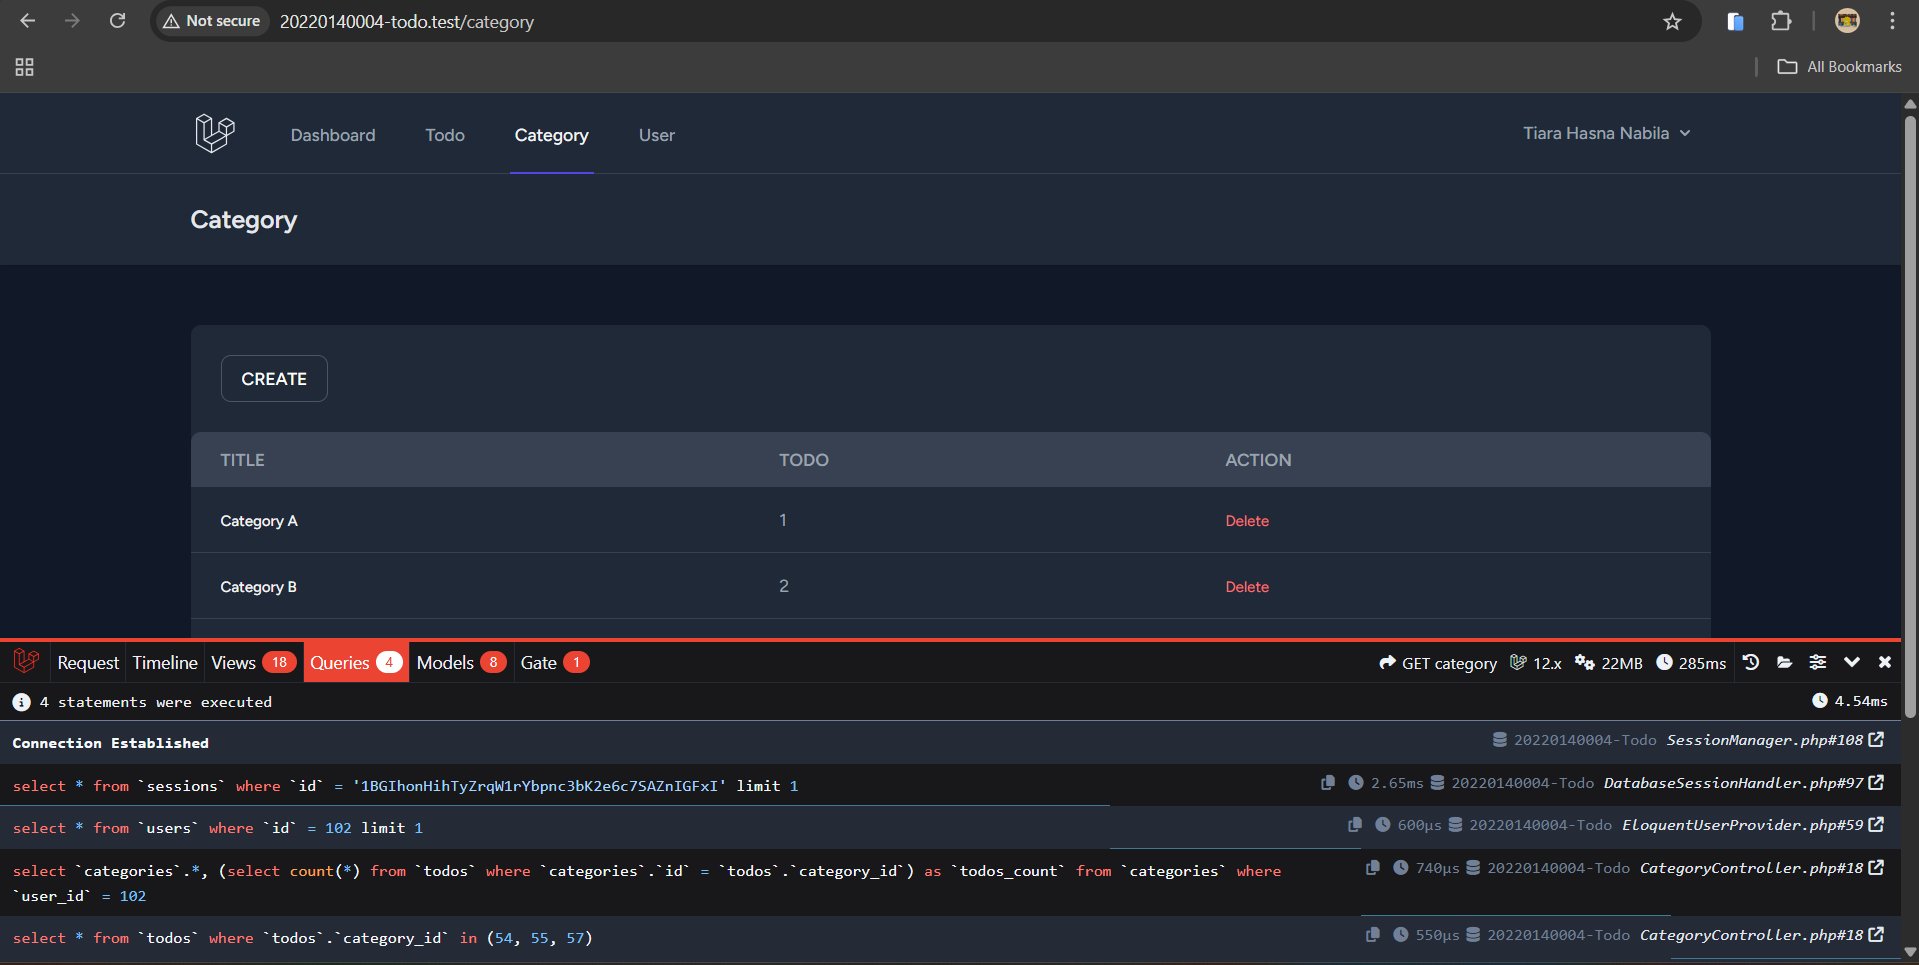 Not secure 20220140004-todo.test/category
All Bookmarks
Dashboard Todo Category User Tiara Hasna Nabila
Category
CREATE
TITLE TODO ACTION
Category A 1 Delete
Category B 2 Delete
Request Timeline Views 18 Queries 4 Models 8 Gate 1 GET category 12.x 22MB 285ms
4 statements were executed 4.54ms
Connection Established 20220140004-Todo SessionManager.php#108
select * from `sessions` where `id` = '1BGIhonHihTyZrqW1rYbpnc3bK2e6c7SAZnIGFxI' limit 1 2.65ms 20220140004-Todo DatabaseSessionHandler.php#97
select * from `users` where `id` = 102 limit 1 600μs 20220140004-Todo EloquentUserProvider.php#59
select `categories`.*, (select count(*) from `todos` where `categories`.`id` = `todos`.`category_id`) as `todos_count` from `categories` where 740μs 20220140004-Todo CategoryController.php#18
`user_id` = 102
select * from `todos` where `todos`.`category_id` in (54, 55, 57) 550μs 20220140004-Todo CategoryController.php#18